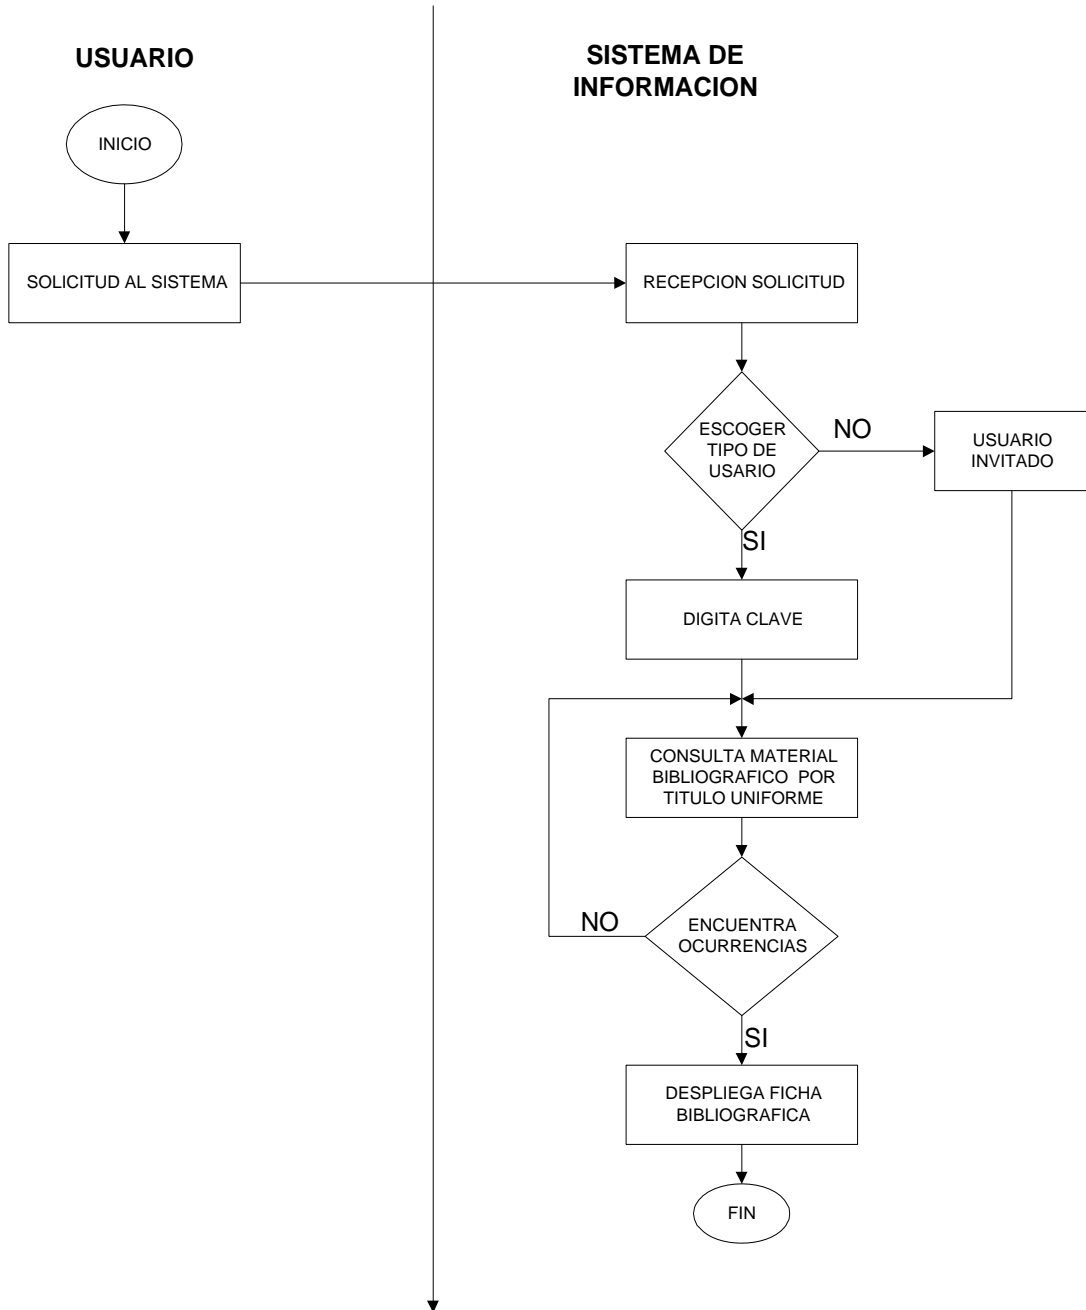 USUARIO
SISTEMA DE
INFORMACION
INICIO
SOLICITUD AL SISTEMA
RECEPCION SOLICITUD
ESCOGER
TIPO DE
USARIO
NO
USUARIO
INVITADO
SI
DIGITA CLAVE
CONSULTA MATERIAL
BIBLIOGRAFICO POR
TITULO UNIFORME
NO
ENCUENTRA
OCURRENCIAS
SI
DESPLIEGA FICHA
BIBLIOGRAFICA
FIN